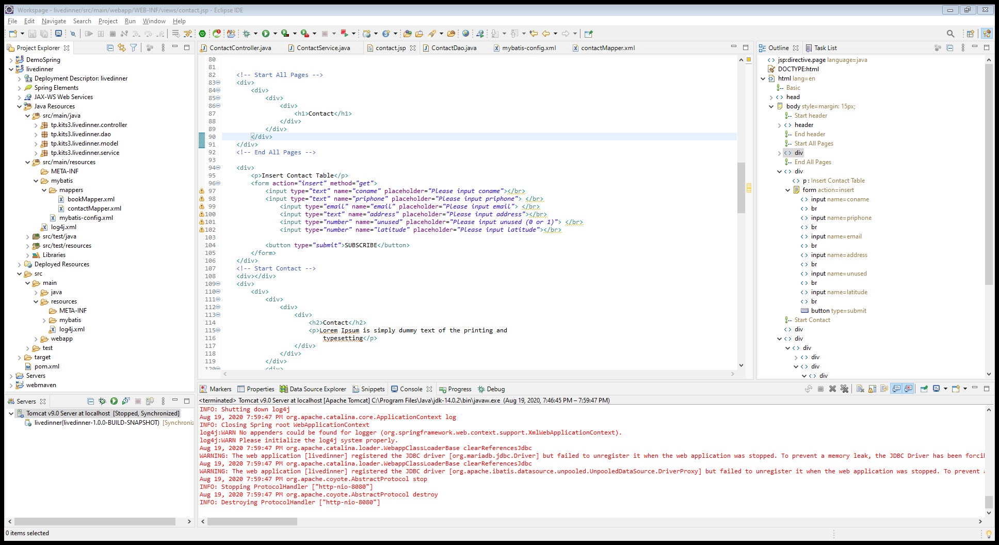 Workspage - livedinner/src/main/webapp/WEB-INF/views/contact.jsp - Eclipse IDE
File Edit Navigate Search Project Run Window Help
Project Explorer
DemoSpring
livedinner
Deployment Descriptor: livedinner
Spring Elements
JAX-WS Web Services
Java Resources
src/main/java
tp.kits3.livedinner.controller
tp.kits3.livedinner.dao
tp.kits3.livedinner.model
tp.kits3.livedinner.service
src/main/resources
META-INF
mybatis
mappers
bookMapper.xml
contactMapper.xml
mybatis-config.xml
log4j.xml
src/test/java
src/test/resources
Libraries
Deployed Resources
src
main
java
resources
META-INF
mybatis
log4j.xml
webapp
test
target
pom.xml
Servers
webmaven
Servers
Tomcat v9.0 Server at localhost [Stopped, Synchronized]
livedinner(livedinner-1.0.0-BUILD-SNAPSHOT) [Synchroniz
0 items selected
ContactController.java ContactService.java contact.jsp ContactDao.java mybatis-config.xml contactMapper.xml
80
81
82 <!-- Start All Pages -->
83 <div>
84 <div>
85 <div>
86 <div>
87 <h1>Contact</h1>
88 </div>
89 </div>
90 </div>
91 </div>
92 <!-- End All Pages -->
93
94 <div>
95 <p>Insert Contact Table</p>
96 <form action="insert" method="get">
97 <input type="text" name="coname" placeholder="Please input coname"></br>
98 <input type="text" name="priphone" placeholder="Please input priphone"> </br>
99 <input type="email" name="email" placeholder="Please input email"> </br>
100 <input type="text" name="address" placeholder="Please input address"></br>
101 <input type="number" name="unused" placeholder="Please input unused (0 or 1)"> </br>
102 <input type="number" name="latitude" placeholder="Please input latitude"></br>
103
104 <button type="submit">SUBSCRIBE</button>
105 </form>
106 </div>
107 <!-- Start Contact -->
108 <div></div>
109 <div>
110 <div>
111 <div>
112 <div>
113 <div>
114 <h2>Contact</h2>
115 <p>Lorem Ipsum is simply dummy text of the printing and
116 typesetting</p>
117 </div>
118 </div>
119 </div>
120 <div>
Outline Task List
jsp:directive.page language=java
DOCTYPE:html
html lang=en
Basic
head
body style=margin: 15px;
Start header
header
End header
Start All Pages
div
End All Pages
div
p : Insert Contact Table
form action=insert
input name=coname
br
input name=priphone
br
input name=email
br
input name=address
br
input name=unused
br
input name=latitude
br
button type=submit
Start Contact
div
div
div
div
div
div
Markers Properties Data Source Explorer Snippets Console Progress Debug
<terminated> Tomcat v9.0 Server at localhost [Apache Tomcat] C:\Program Files\Java\jdk-14.0.2\bin\javaw.exe (Aug 19, 2020, 7:46:45 PM – 7:59:47 PM)
INFO: Shutting down log4j
Aug 19, 2020 7:59:47 PM org.apache.catalina.core.ApplicationContext log
INFO: Closing Spring root WebApplicationContext
log4j:WARN No appenders could be found for logger (org.springframework.web.context.support.XmlWebApplicationContext).
log4j:WARN Please initialize the log4j system properly.
Aug 19, 2020 7:59:47 PM org.apache.catalina.loader.WebappClassLoaderBase clearReferencesJdbc
WARNING: The web application [livedinner] registered the JDBC driver [org.mariadb.jdbc.Driver] but failed to unregister it when the web application was stopped. To prevent a memory leak, the JDBC Driver has been forcil
Aug 19, 2020 7:59:47 PM org.apache.catalina.loader.WebappClassLoaderBase clearReferencesJdbc
WARNING: The web application [livedinner] registered the JDBC driver [org.apache.ibatis.datasource.unpooled.UnpooledDataSource.DriverProxy] but failed to unregister it when the web application was stopped. To prevent
Aug 19, 2020 7:59:47 PM org.apache.coyote.AbstractProtocol stop
INFO: Stopping ProtocolHandler ["http-nio-8080"]
Aug 19, 2020 7:59:47 PM org.apache.coyote.AbstractProtocol destroy
INFO: Destroying ProtocolHandler ["http-nio-8080"]